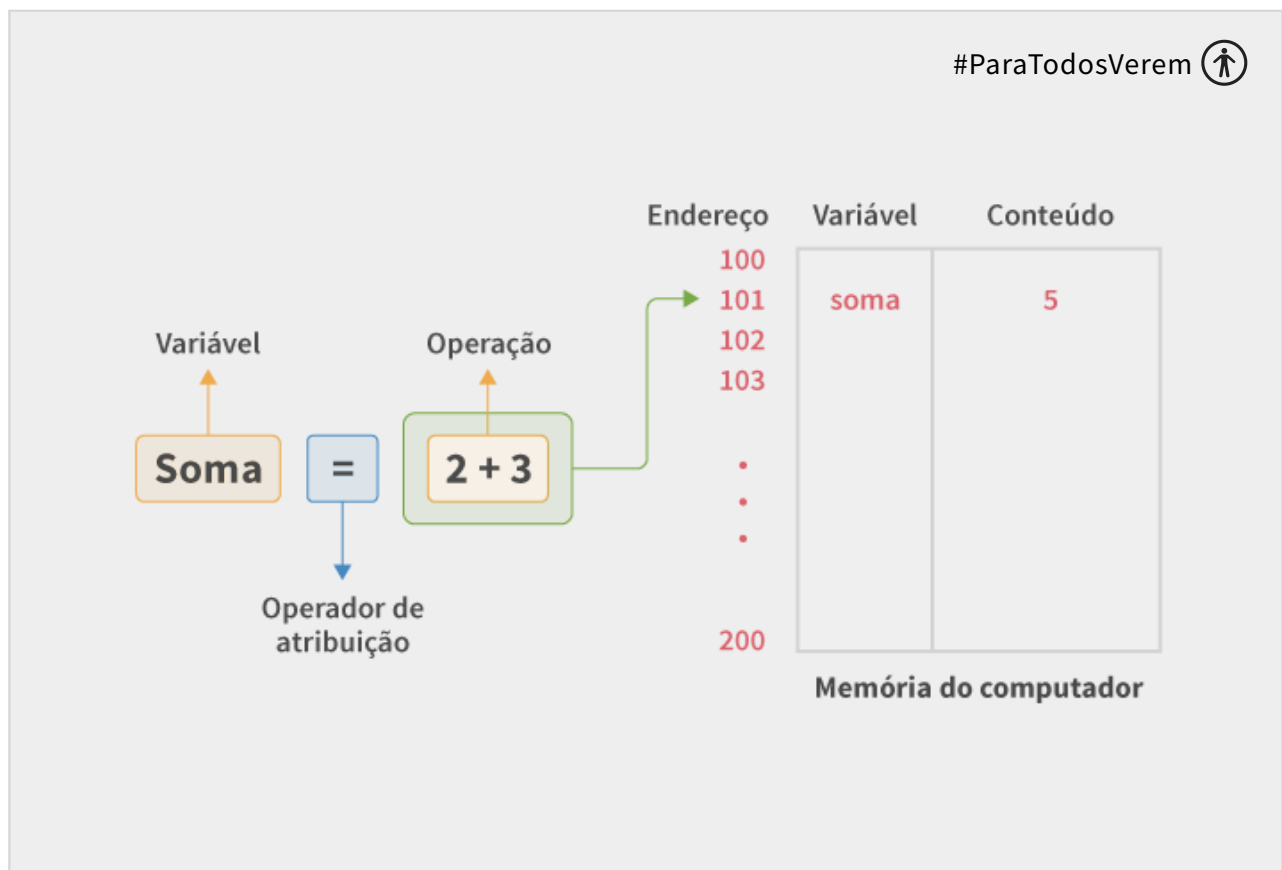 #ParaTodosVerem
Endereço Variável Conteúdo
100
101 soma 5
102
103
200
Memória do computador
Variável Operação
Soma = 2 + 3
Operador de
atribuição